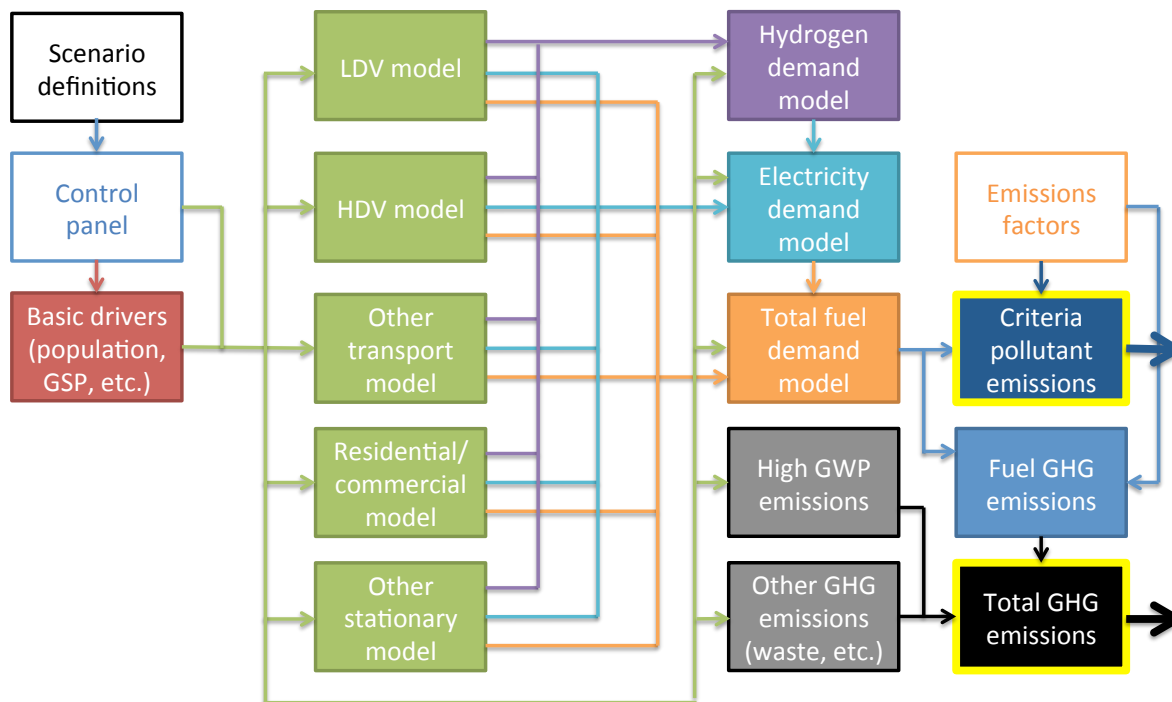 Scenario
definitions
Control
panel
Basic drivers
(population,
GSP, etc.)
LDV model
HDV model
Other
transport
model
Residential/
commercial
model
Other
stationary
model
Hydrogen
demand
model
Electricity
demand
model
Total fuel
demand
model
High GWP
emissions
Other GHG
emissions
(waste, etc.)
Emissions
factors
Criteria
pollutant
emissions
Fuel GHG
emissions
Total GHG
emissions